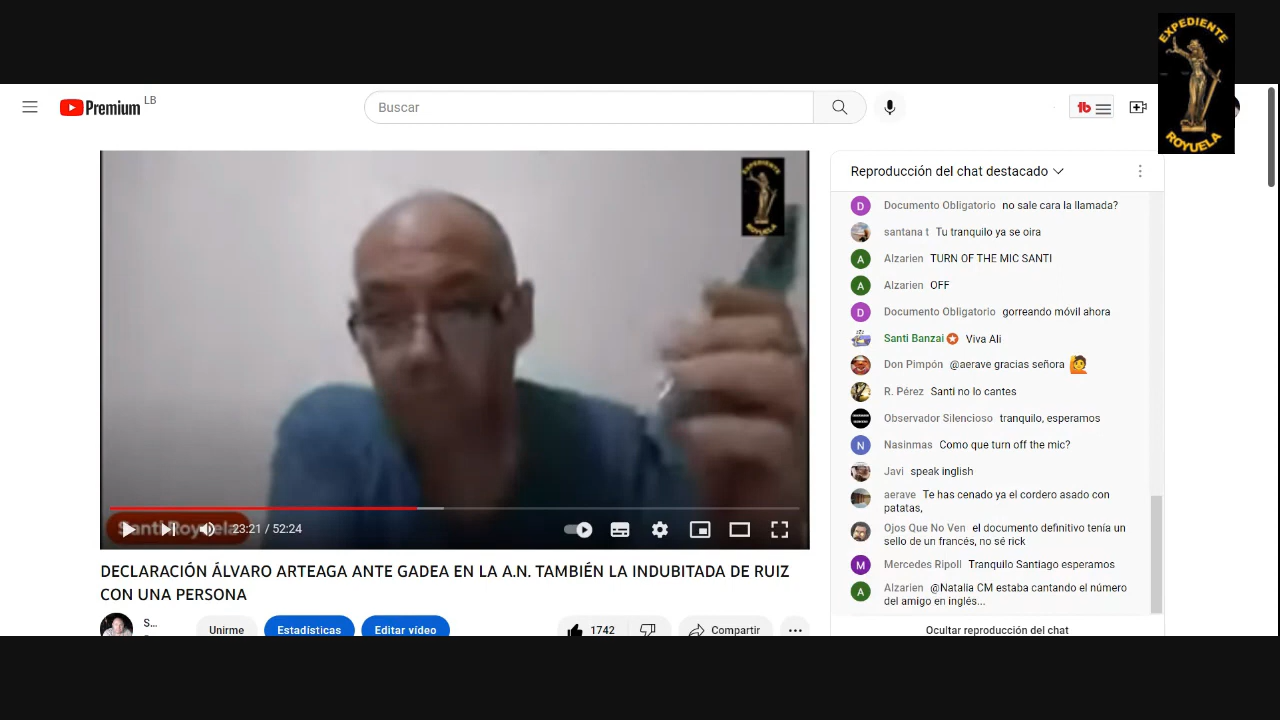 EXPEDIENTE
ROYUELA
Premium LB
Buscar
EXPEDIENTE
ROYUELA
Santi Royuela
23:21 / 52:24
DECLARACIÓN ÁLVARO ARTEAGA ANTE GADEA EN LA A.N. TAMBIÉN LA INDUBITADA DE RUIZ
CON UNA PERSONA
S...
Unirme
Estadísticas
Editar vídeo
1742
Compartir
Reproducción del chat destacado
D Documento Obligatorio no sale cara la llamada?
santana t Tu tranquilo ya se oira
A Alzarien TURN OF THE MIC SANTI
A Alzarien OFF
D Documento Obligatorio gorreando móvil ahora
Santi Banzai Viva Ali
Don Pimpón @aerave gracias señora
R. Pérez Santi no lo cantes
Observador Silencioso tranquilo, esperamos
N Nasinmas Como que turn off the mic?
Javi speak inglish
aerave Te has cenado ya el cordero asado con
patatas,
Ojos Que No Ven el documento definitivo tenía un
sello de un francés, no sé rick
M Mercedes Ripoll Tranquilo Santiago esperamos
A Alzarien @Natalia CM estaba cantando el número
del amigo en inglés...
Ocultar reproducción del chat